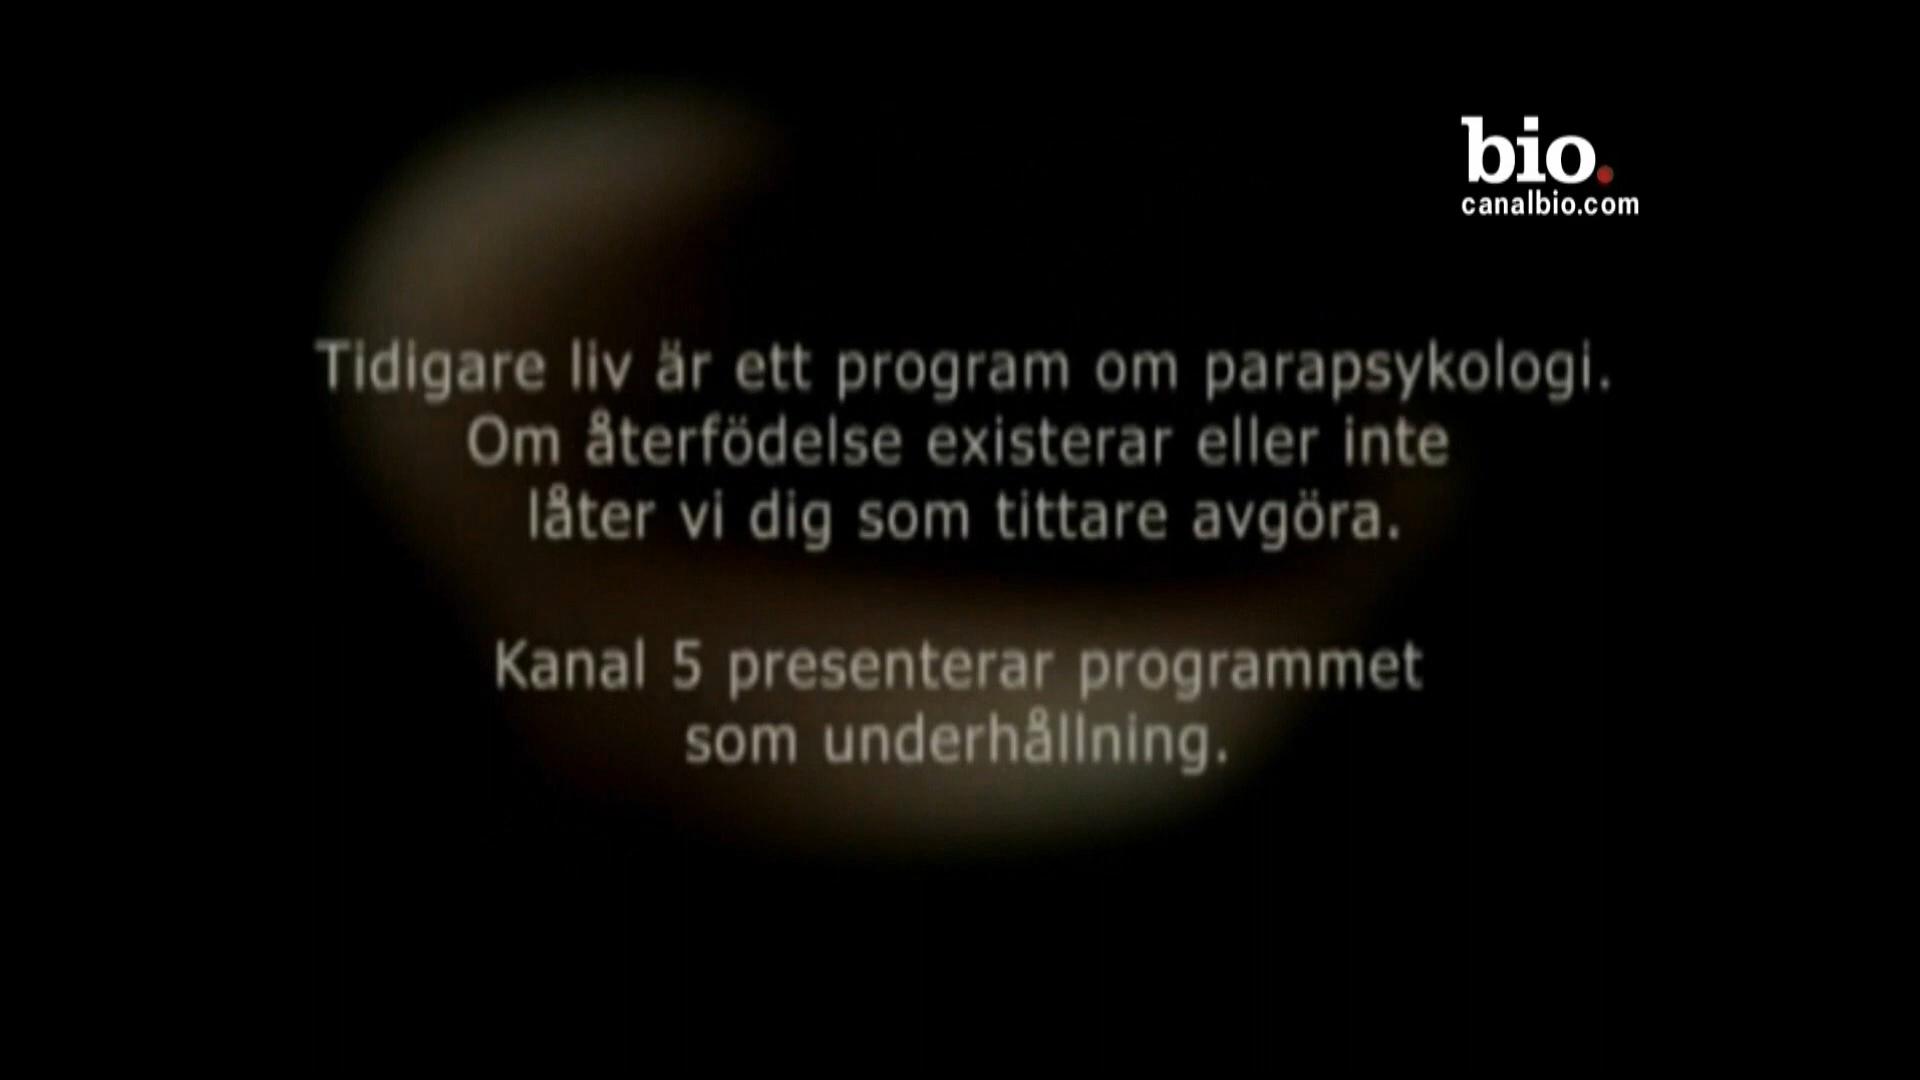 bio.
canalbio.com
Tidigare liv är ett program om parapsykologi.
Om återfödelse existerar eller inte
låter vi dig som tittare avgöra.
Kanal 5 presenterar programmet
som underhållning.